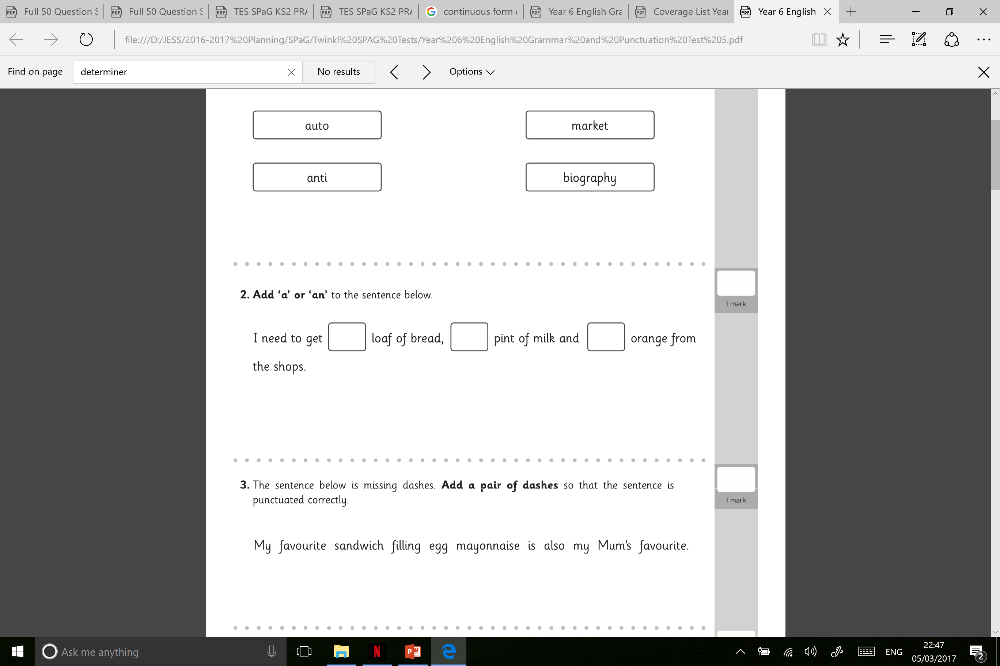 Full 50 Question S
Full 50 Question S
TES SPaG KS2 PRA
TES SPaG KS2 PRA
continuous form
Year 6 English Gra
Coverage List Year
Year 6 English
file:///D:/JESS/2016-2017%20Planning/SPaG/Twinkl%20SPAG%20Tests/Year%206%20English%20Grammar%20and%20Punctuation%20Test%205.pdf
Find on page determiner No results Options
auto market
anti biography
2. Add ‘a’ or ‘an’ to the sentence below.
1 mark
I need to get loaf of bread, pint of milk and orange from
the shops.
3. The sentence below is missing dashes. Add a pair of dashes so that the sentence is
punctuated correctly.
1 mark
My favourite sandwich filling egg mayonnaise is also my Mum’s favourite.
Ask me anything
ENG
22:47
05/03/2017
2